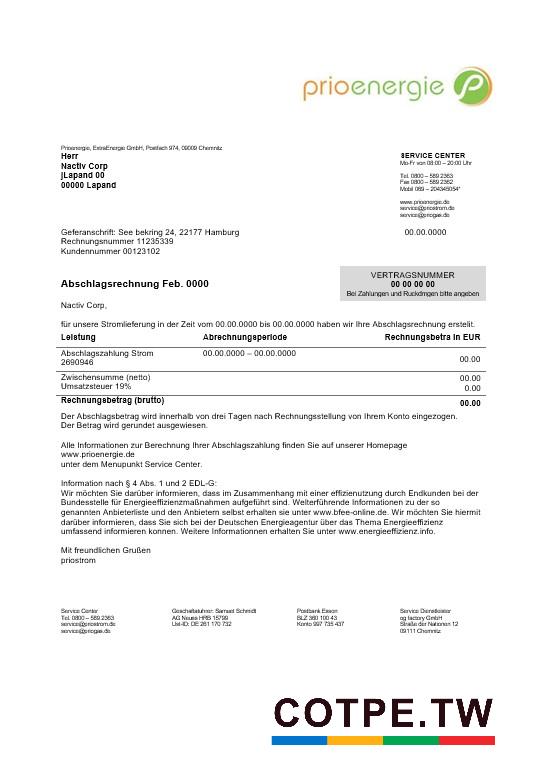 prioenergie
Prioenergie, ExtraEnergie GmbH, Postfach 974, 09009 Chemnitz
Herr
Nactiv Corp
jLapand 00
00000 Lapand
SERVICE CENTER
Mo-Fr von 08:00 – 20:00 Uhr
Tel. 0800 – 589 2363
Fax 0800 – 589 2362
Mobil 069 – 204345054*
www.prioenergie.de
service@priostrom.de
service@priogas.de
Geferanschrift: See bekring 24, 22177 Hamburg
Rechnungsnummer 11235339
Kundennummer 00123102
00.00.0000
VERTRAGSNUMMER
00 00 00 00
Bei Zahlungen und Ruckdmgen bitte angeben
Abschlagsrechnung Feb. 0000
Nactiv Corp,
für unsere Stromlieferung in der Zeit vom 00.00.0000 bis 00.00.0000 haben wir Ihre Abschlagsrechnung erstelit.
Leistung Abrechnungsperiode Rechnungsbetra in EUR
Abschlagszahlung Strom 00.00.0000 – 00.00.0000
2690946 00.00
Zwischensumme (netto) 00.00
Umsatzsteuer 19% 0.00
Rechnungsbetrag (brutto) 00.00
Der Abschlagsbetrag wird innerhalb von drei Tagen nach Rechnungsstellung von Ihrem Konto eingezogen.
Der Betrag wird gerundet ausgewiesen.
Alle Informationen zur Berechnung Ihrer Abschlagszahlung finden Sie auf unserer Homepage
www.prioenergie.de
unter dem Menupunkt Service Center.
Information nach § 4 Abs. 1 und 2 EDL-G:
Wir möchten Sie darüber informieren, dass im Zusammenhang mit einer effizienutzung durch Endkunden bei der
Bundesstelle für Energieeffizienzmaßnahmen aufgeführt sind. Weiterführende Informationen zu der so
genannten Anbieterliste und den Anbietern selbst erhalten sie unter www.bfee-online.de. Wir möchten Sie hiermit
darüber informieren, dass Sie sich bei der Deutschen Energieagentur über das Thema Energieeffizienz
umfassend informieren konnen. Weitere Informationnen erhalten Sie unter www.energieeffizienz.info.
Mit freundlichen Grußen
priostrom
Service Center
Tel. 0800 – 589 2363
service@priostrom.de
service@priogas.de
Geschaftsfuhrer: Samuel Schmidt
AG Neuss HRB 15799
Ust-ID: DE 261 170 732
Postbank Essen
BLZ 360 100 43
Konto 997 735 437
Service Dienstleister
og factory GmbH
Straße der Nationen 12
09111 Chemnitz
COTPE.TW